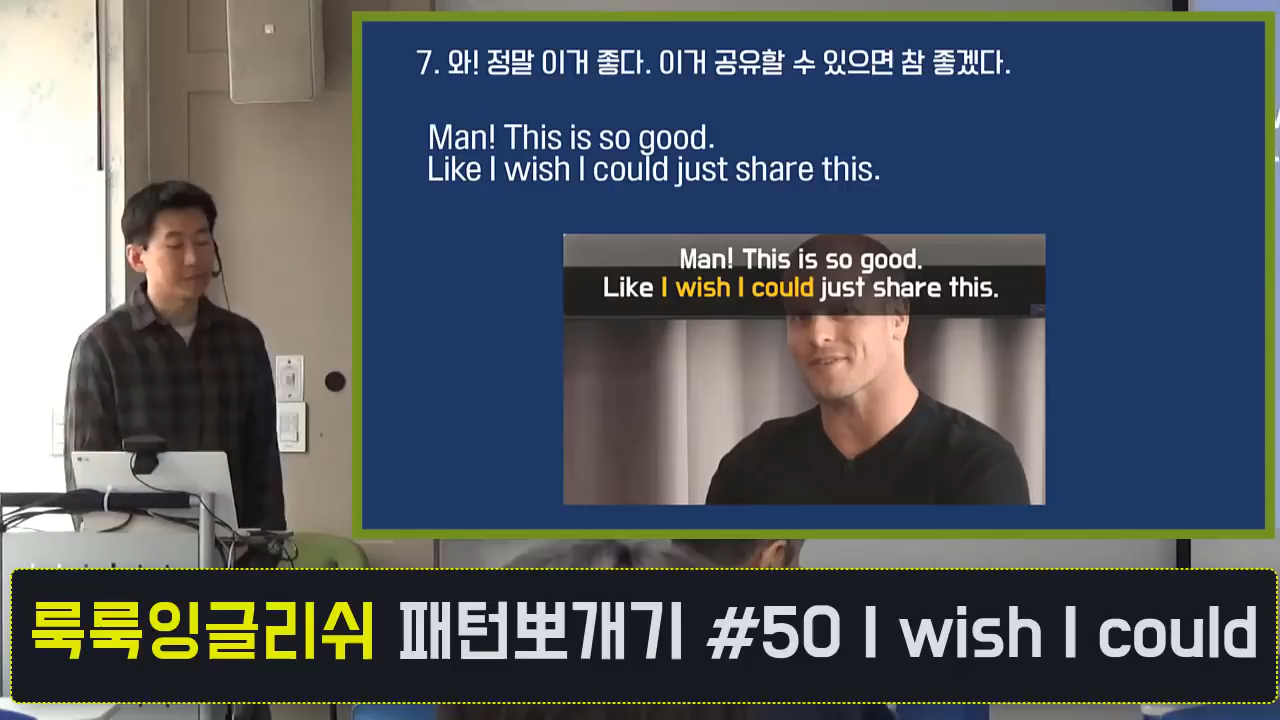 7. 와! 정말 이거 좋다. 이거 공유할 수 있으면 참 좋겠다.
Man! This is so good.
Like I wish I could just share this.
Man! This is so good.
Like I wish I could just share this.
룩룩잉글리쉬 패턴뽀개기 #50 I wish I could